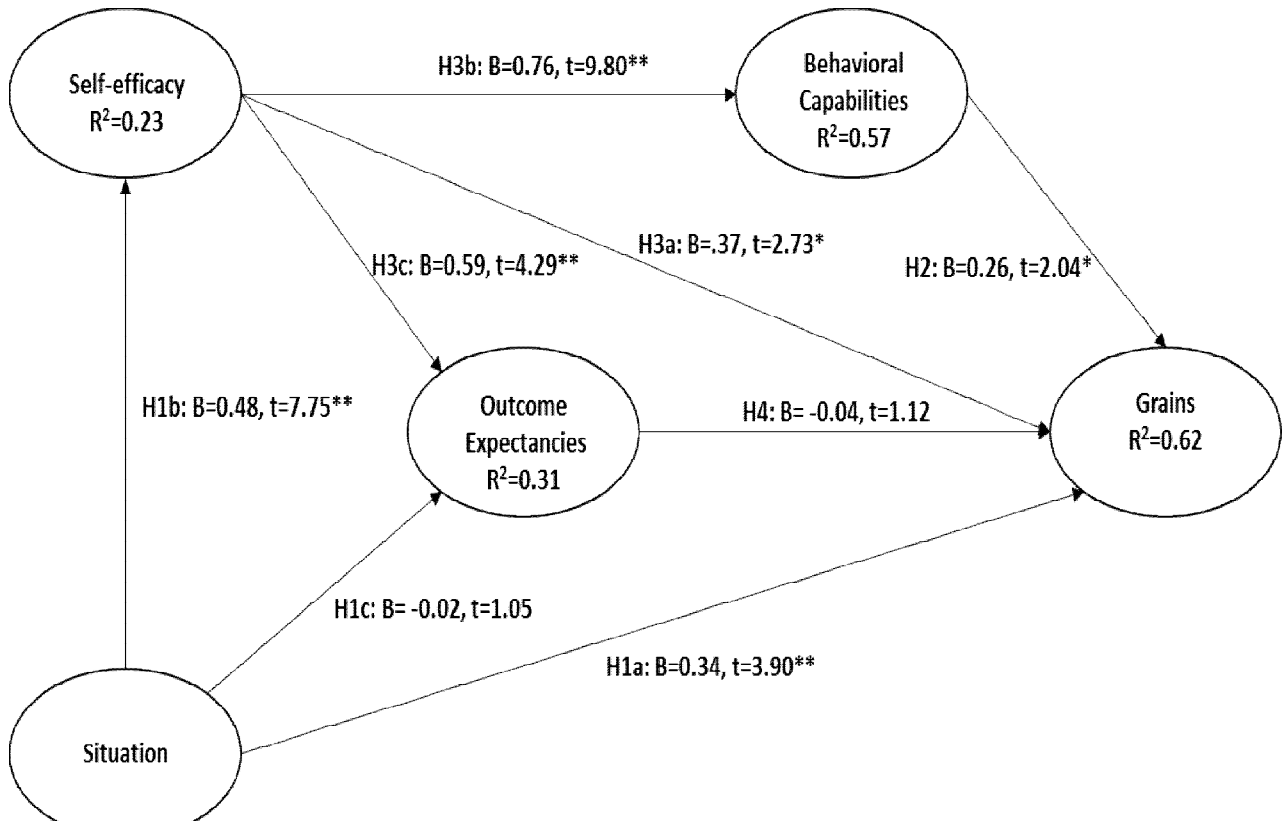 H3b: B=0.76, t=9.80**
Self-efficacy
R²=0.23
Behavioral
Capabilities
R²=0.57
H3a: B=.37, t=2.73*
H3c: B=0.59, t=4.29**
H2: B=0.26, t=2.04*
H1b: B=0.48, t=7.75**
Outcome
Expectancies
R²=0.31
H4: B= -0.04, t=1.12
Grains
R²=0.62
H1c: B= -0.02, t=1.05
H1a: B=0.34, t=3.90**
Situation